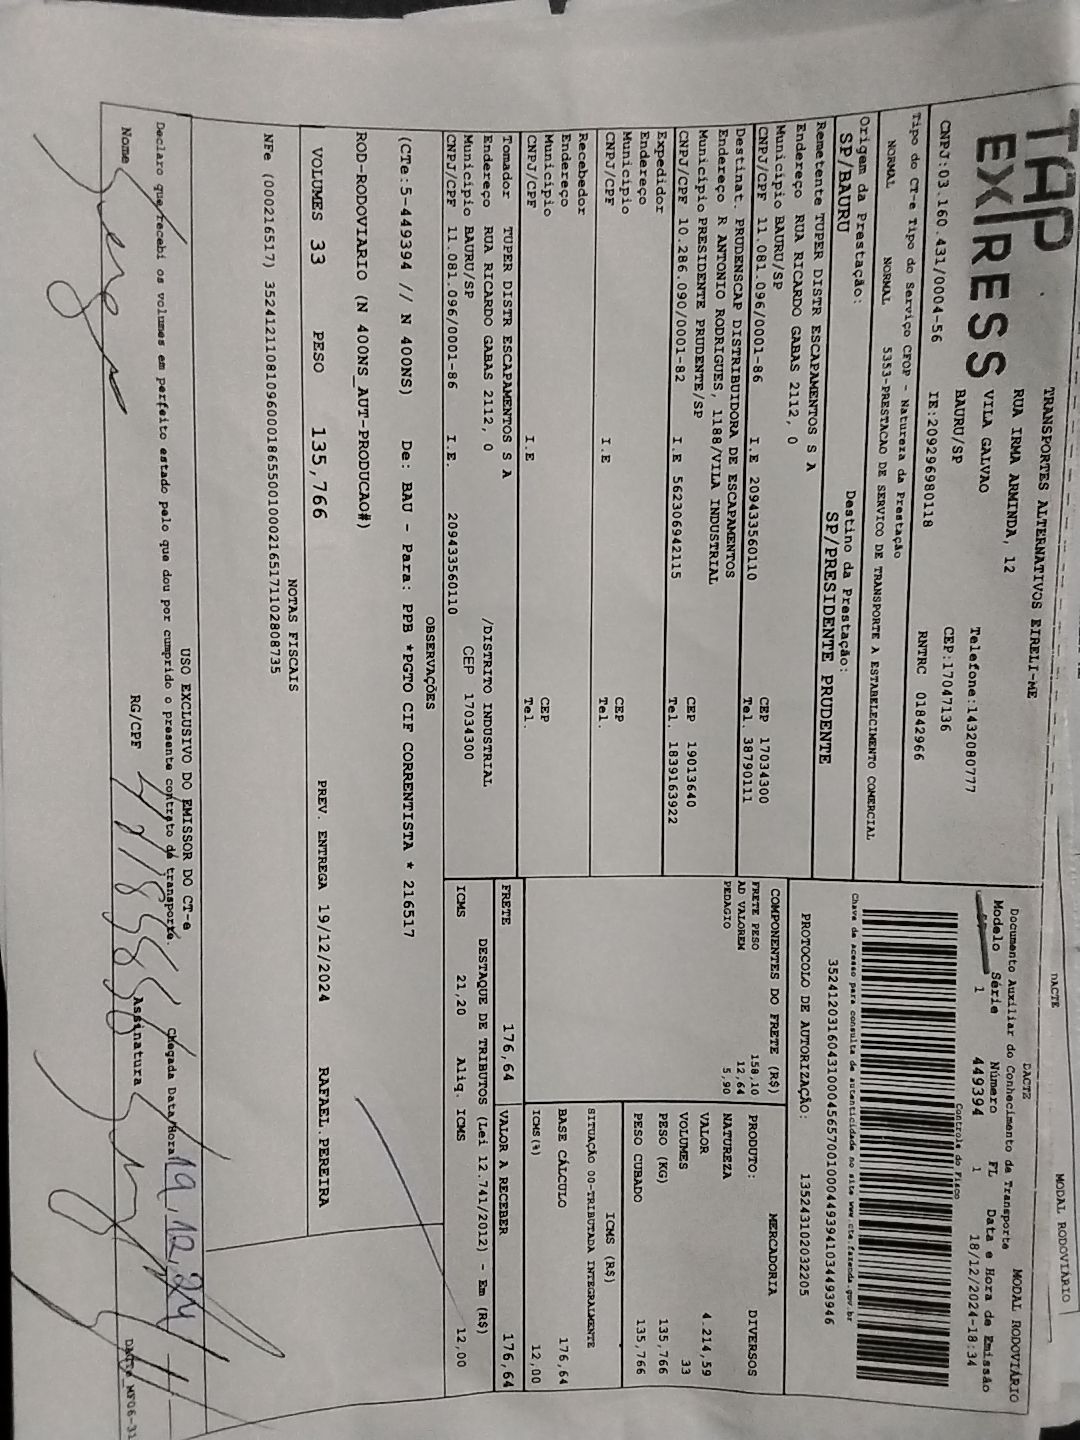 DACTE
MODAL RODOVIÁRIO
TAP
EXPRESS
TRANSPORTES ALTERNATIVOS EIRELI-ME
RUA IRMA ARMINDA, 12
VILA GALVAO
BAURU/SP
Telefone:1432080777
CEP:17047136
CNPJ:03.160.431/0004-56
IE:209296980118
RNTRC 01842966
DACTE
MODAL RODOVIÁRIO
Documento Auxiliar do Conhecimento de Transporte
Modelo Série Número FL Data e Hora de Emissão
1 449394 1 18/12/2024-18:34
Controle do Fisco
Tipo do CT-e Tipo do Serviço CFOP - Natureza da Prestação
NORMAL NORMAL 5353-PRESTACAO DE SERVICO DE TRANSPORTE A ESTABELECIMENTO COMERCIAL
Origem da Prestação: Destino da Prestação:
SP/BAURU SP/PRESIDENTE PRUDENTE
Chave de acesso para consulta de autenticidade no site www.cte.fazenda.gov.br
35241203160431000456570010004493941034493946
PROTOCOLO DE AUTORIZAÇÃO: 135243102032205
Remetente TUPER DISTR ESCAPAMENTOS S A
Endereço RUA RICARDO GABAS 2112, 0
Município BAURU/SP CEP 17034300
CNPJ/CPF 11.081.096/0001-86 I.E 209433560110 Tel. 38790111
Destinat. PRUDENSCAP DISTRIBUIDORA DE ESCAPAMENTOS
Endereço R ANTONIO RODRIGUES, 1188/VILA INDUSTRIAL
Município PRESIDENTE PRUDENTE/SP CEP 19013640
CNPJ/CPF 10.286.090/0001-82 I.E 562306942115 Tel. 1839163922
Expedidor
Endereço
Município CEP
CNPJ/CPF I.E Tel.
Recebedor
Endereço
Município CEP
CNPJ/CPF I.E Tel.
Tomador TUPER DISTR ESCAPAMENTOS S A
Endereço RUA RICARDO GABAS 2112, 0 /DISTRITO INDUSTRIAL
Município BAURU/SP CEP 17034300
CNPJ/CPF 11.081.096/0001-86 I.E. 209433560110
COMPONENTES DO FRETE (R$)
FRETE PESO 158,10
AD VALOREM 12,64
PEDAGIO 5,90
MERCADORIA
PRODUTO: DIVERSOS
NATUREZA
VALOR 4.214,59
VOLUMES 33
PESO (KG) 135,766
PESO CUBADO 135,766
ICMS (R$)
SITUAÇÃO 00-TRIBUTADA INTEGRALMENTE
BASE CÁLCULO 176,64
ICMS(%) 12,00
FRETE 176,64 VALOR A RECEBER 176,64
DESTAQUE DE TRIBUTOS (Lei 12.741/2012) - Em (R$)
ICMS 21,20 Aliq. ICMS 12,00
OBSERVAÇÕES
(CTe:5-449394 // N 400NS) De: BAU - Para: PPB *PGTO CIF CORRENTISTA * 216517
ROD-RODOVIARIO (N 400NS_AUT-PRODUCAO#)
VOLUMES 33 PESO 135,766 PREV. ENTREGA 19/12/2024 RAFAEL.PEREIRA
NOTAS FISCAIS
NFe (000216517) 35241211081096000186550010002165171102808735
USO EXCLUSIVO DO EMISSOR DO CT-e
Declaro que recebi os volumes em perfeito estado pelo que dou por cumprido o presente contrato de transporte.
Chegada Data/Hora 19,12,24
Nome RG/CPF Assinatura